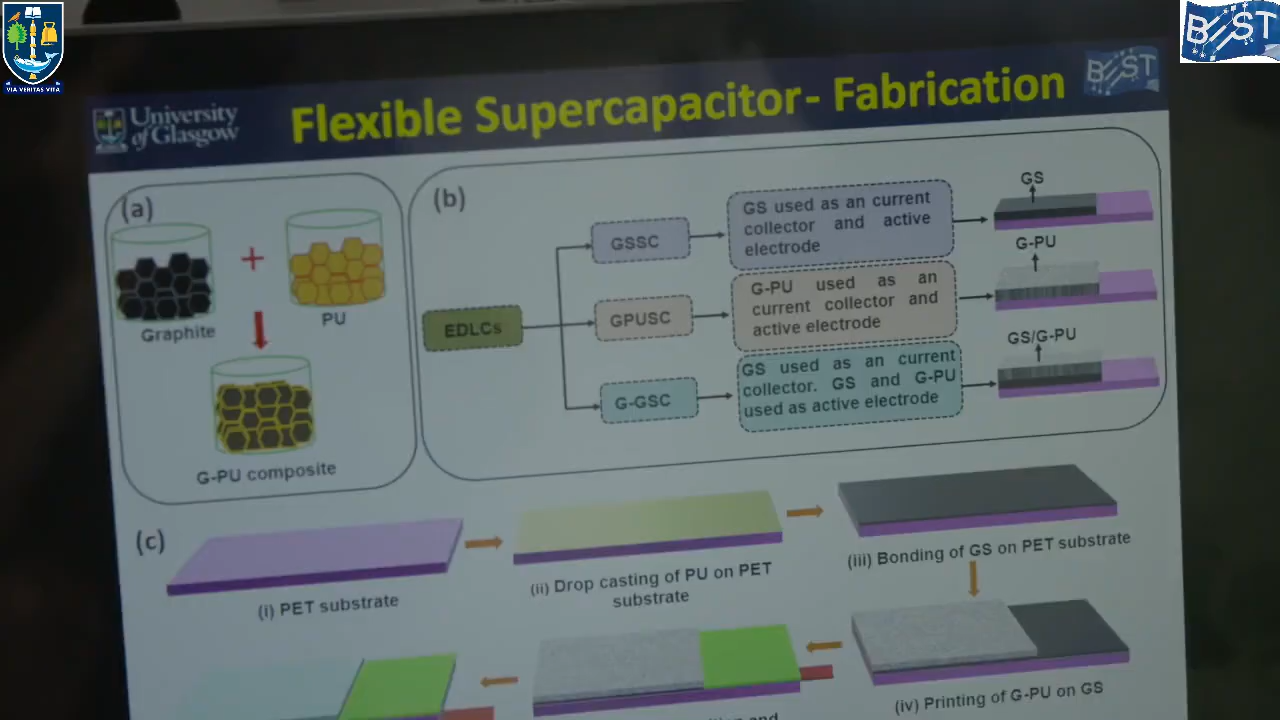 VIA VERITAS VITA
BEST
University
of Glasgow
Flexible Supercapacitor- Fabrication
BEST
(a)
Graphite
+
PU
G-PU composite
(b)
EDLCs
GSSC
GS used as an current
collector and active
electrode
GS
GPUSC
G-PU used as an
current collector and
active electrode
G-PU
G-GSC
GS used as an current
collector. GS and G-PU
used as active electrode
GS/G-PU
(c)
(i) PET substrate
(ii) Drop casting of PU on PET
substrate
(iii) Bonding of GS on PET substrate
(iv) Printing of G-PU on GS
and